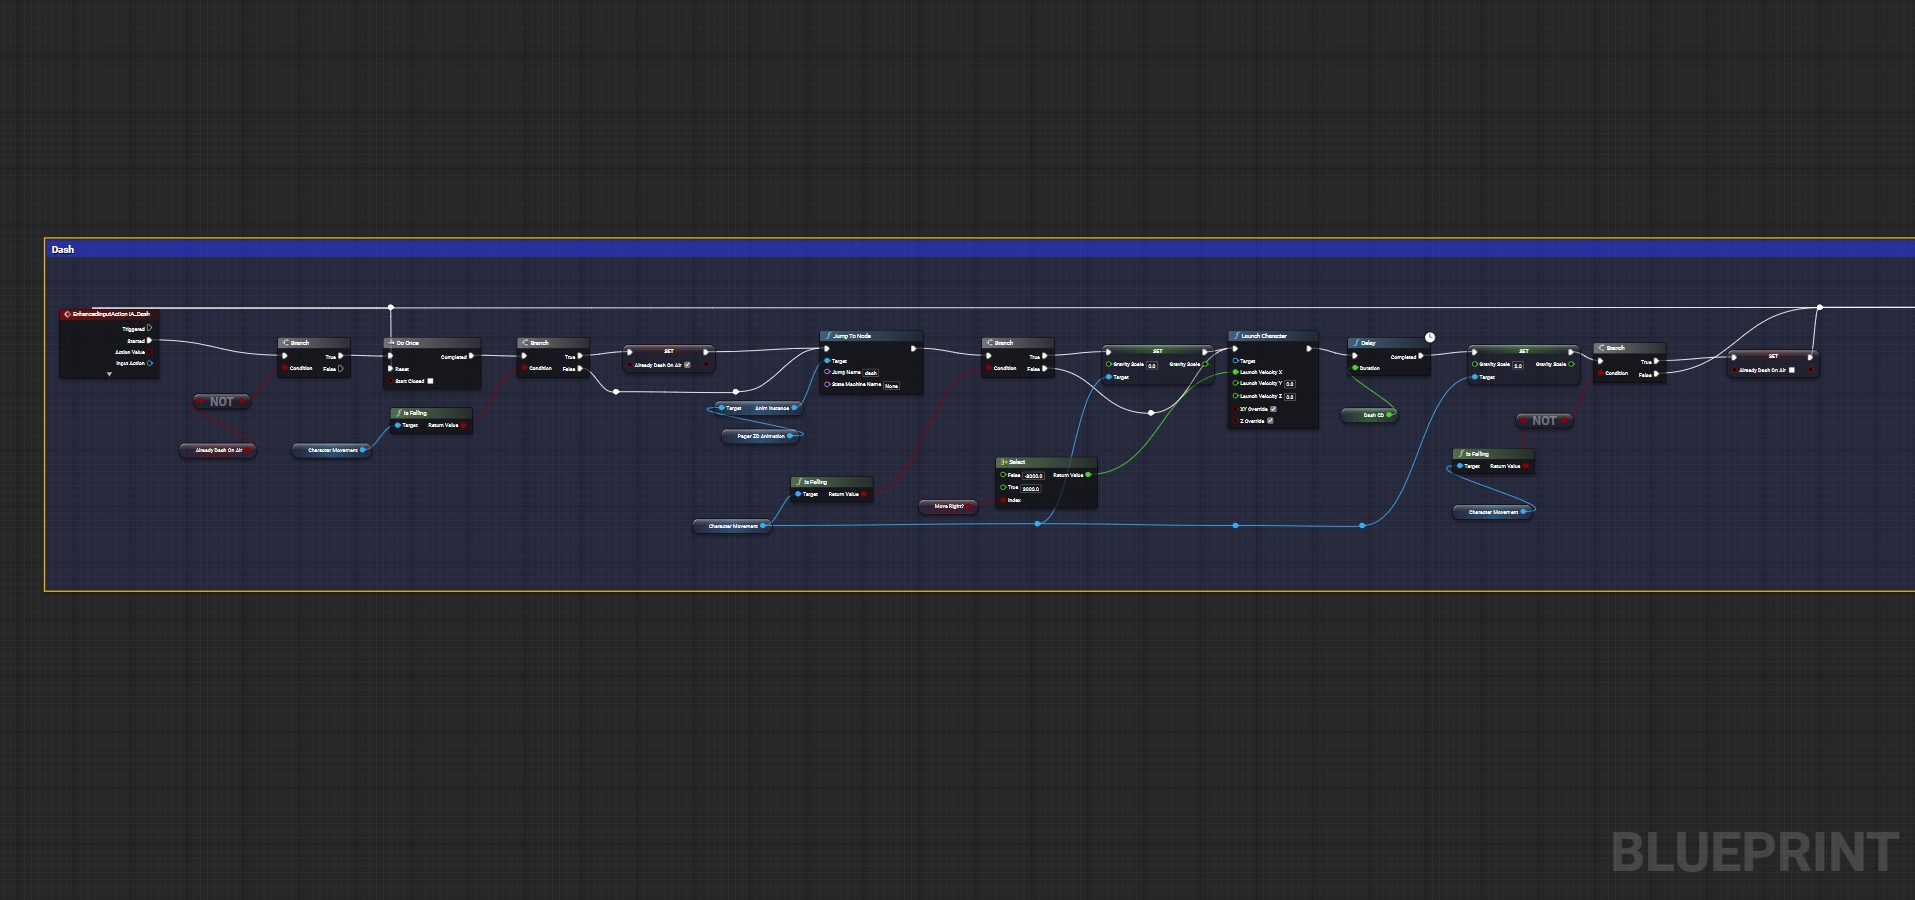 Dash
EnhancedInputAction IA_Dash
Triggered
Started
Action Value
Input Action
NOT
Already Dash On Air
Branch
True
Condition
False
Do Once
Completed
Reset
Start Closed
Is Falling
Target
Return Value
Character Movement
Branch
True
Condition
False
SET
Already Dash On Air
Jump To Node
Target
Jump Name dash
State Machine Name None
Target
Anim Instance
Paper ZD Animation
Is Falling
Target
Return Value
Character Movement
Branch
True
Condition
False
Move Right?
Select
False -3000.0
Return Value
True 3000.0
Index
SET
Gravity Scale 0.0
Gravity Scale
Target
Launch Character
Target
Launch Velocity X
Launch Velocity Y 0.0
Launch Velocity Z 0.0
XY Override
Z Override
Delay
Completed
Duration
Dash CD
SET
Gravity Scale
Gravity Scale
Target
NOT
Is Falling
Target
Return Value
Character Movement
Branch
True
Condition
False
SET
Already Dash On Air
BLUEPRINT